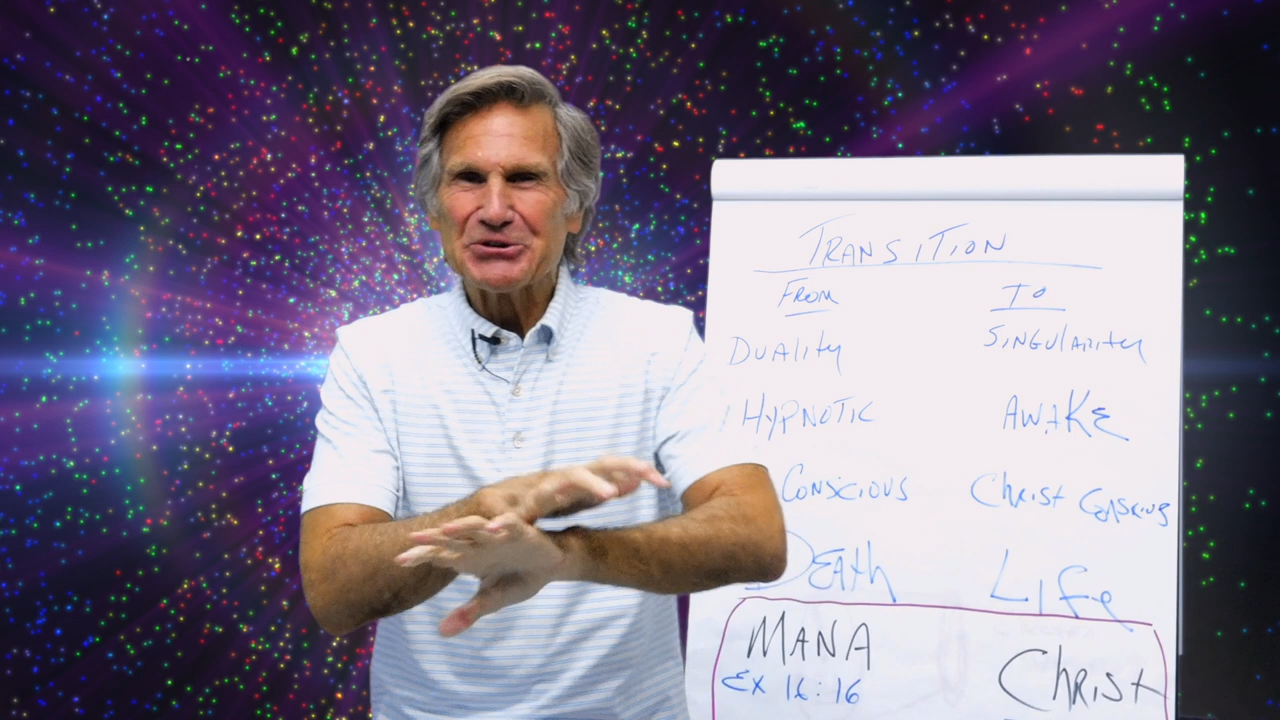 TRANSITION
FROM TO
DUALITY SINGULARITY
HYPNOTIC AWAKE
CONSCIOUS CHRIST CONSCIOUS
DEATH LIFE
MANA CHRIST
EX 16:16